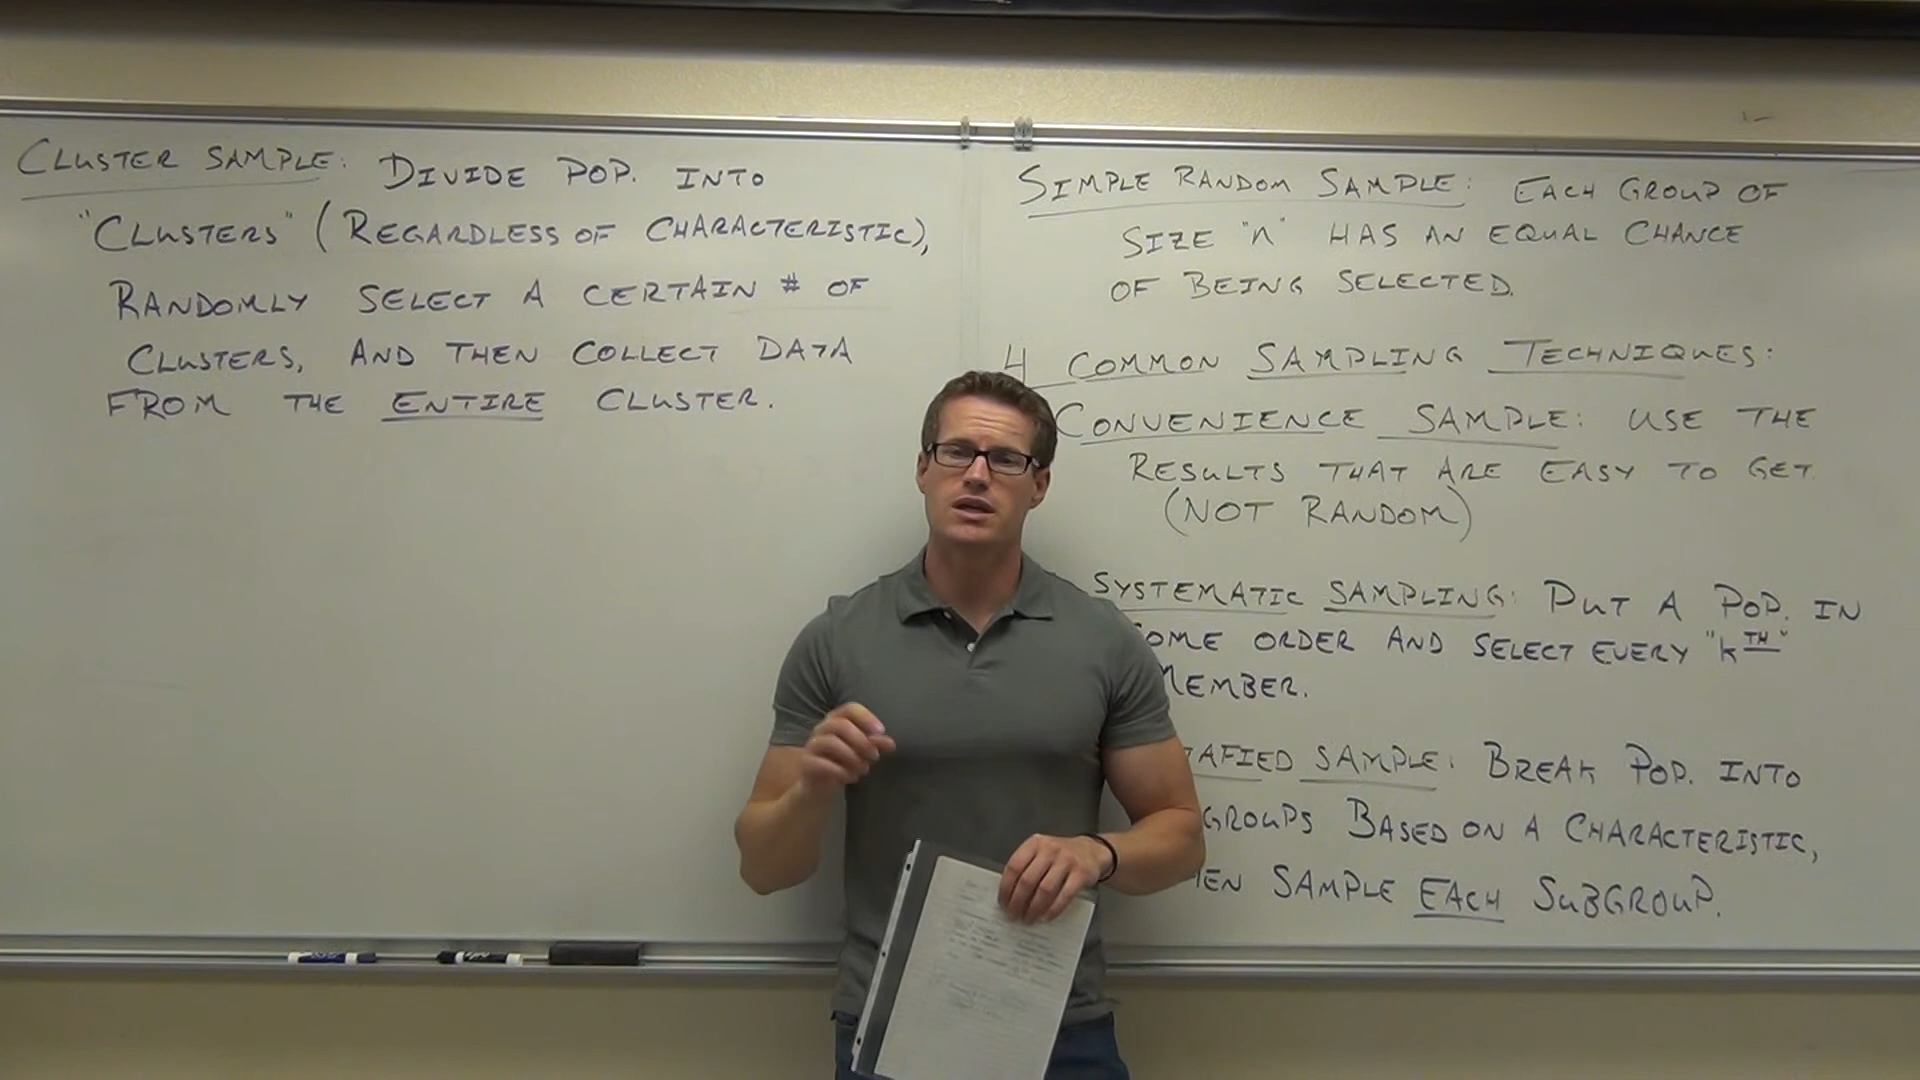 CLUSTER SAMPLE: DIVIDE POP. INTO
"CLUSTERS" (REGARDLESS OF CHARACTERISTIC),
RANDOMLY SELECT A CERTAIN # OF
CLUSTERS, AND THEN COLLECT DATA
FROM THE ENTIRE CLUSTER.
SIMPLE RANDOM SAMPLE: EACH GROUP OF
SIZE "n" HAS AN EQUAL CHANCE
OF BEING SELECTED.
4 COMMON SAMPLING TECHNIQUES:
CONVENIENCE SAMPLE: USE THE
RESULTS THAT ARE EASY TO GET
(NOT RANDOM)
SYSTEMATIC SAMPLING: PUT A POP. IN
OME ORDER AND SELECT EVERY "kTH"
MEMBER.
TAFIED SAMPLE: BREAK POP. INTO
GROUPS BASED ON A CHARACTERISTIC,
EN SAMPLE EACH SUBGROUP.